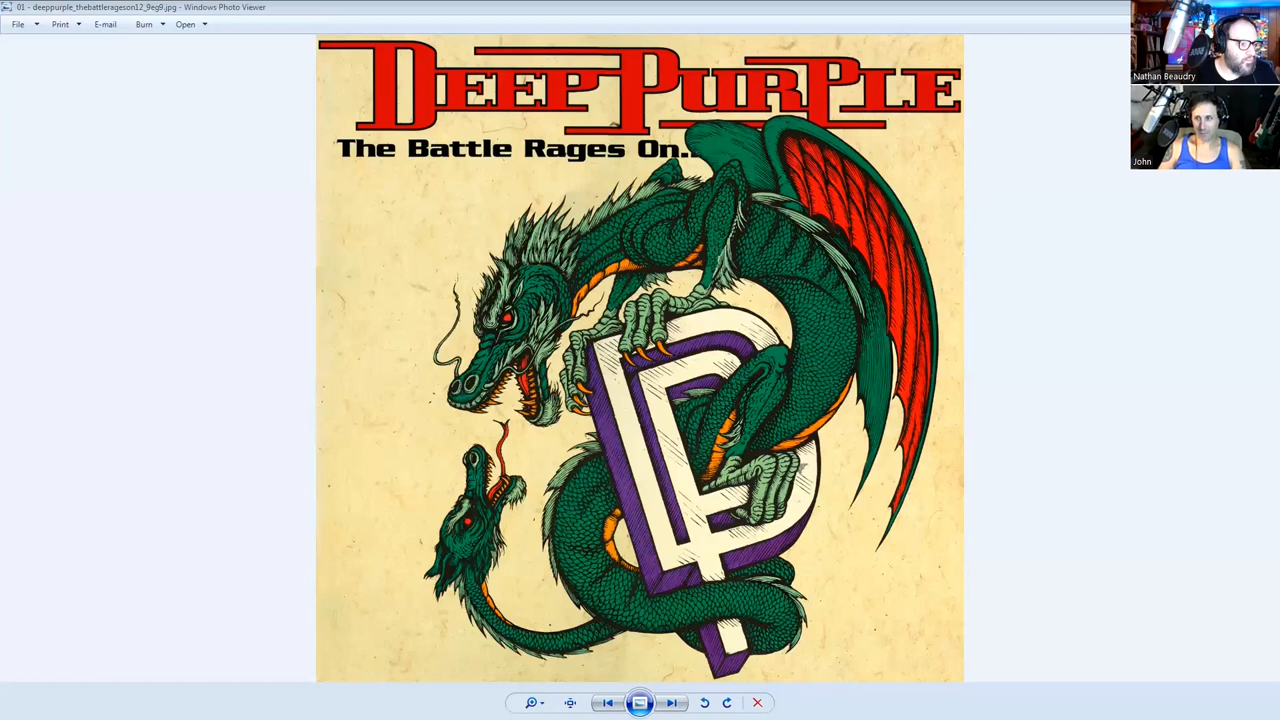 01 - deeppurple_thebattlerageson12_9eg9.jpg - Windows Photo Viewer
File Print E-mail Burn Open
Nathan Beaudry
John
DEEP PURPLE
The Battle Rages On..